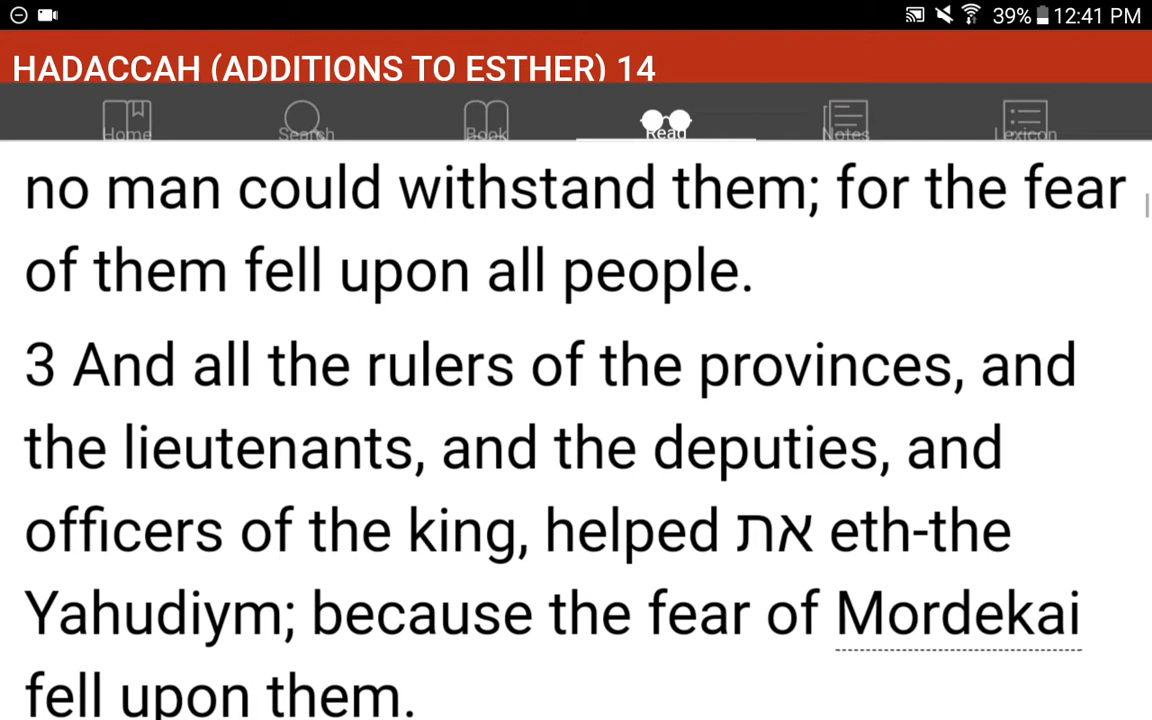 39% 12:41 PM
HADACCAH (ADDITIONS TO ESTHER) 14
Home Search Book Read Notes Lexicon
no man could withstand them; for the fear
of them fell upon all people.
3 And all the rulers of the provinces, and
the lieutenants, and the deputies, and
officers of the king, helped את eth-the
Yahudiym; because the fear of Mordekai
fell upon them.